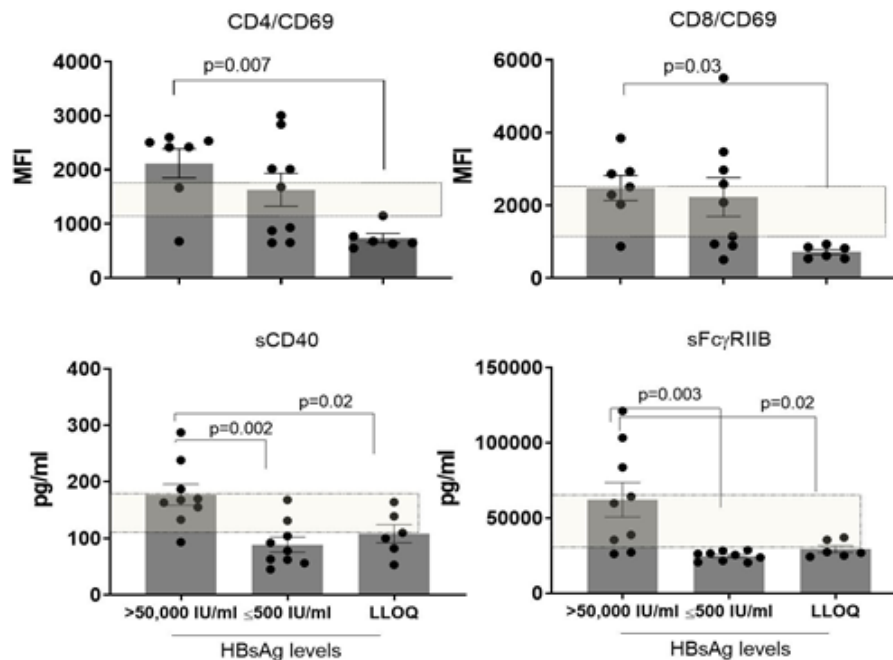 CD4/CD69
4000
3000
2000
1000
0
MFI
p=0.007
CD8/CD69
6000
4000
2000
0
MFI
p=0.03
sCD40
400
300
200
100
0
pg/ml
p=0.02
p=0.002
>50,000 IU/ml ≤500 IU/ml LLOQ
HBsAg levels
sFcγRIIB
150000
100000
50000
0
pg/ml
p=0.003
p=0.02
>50,000 IU/ml ≤500 IU/ml LLOQ
HBsAg levels